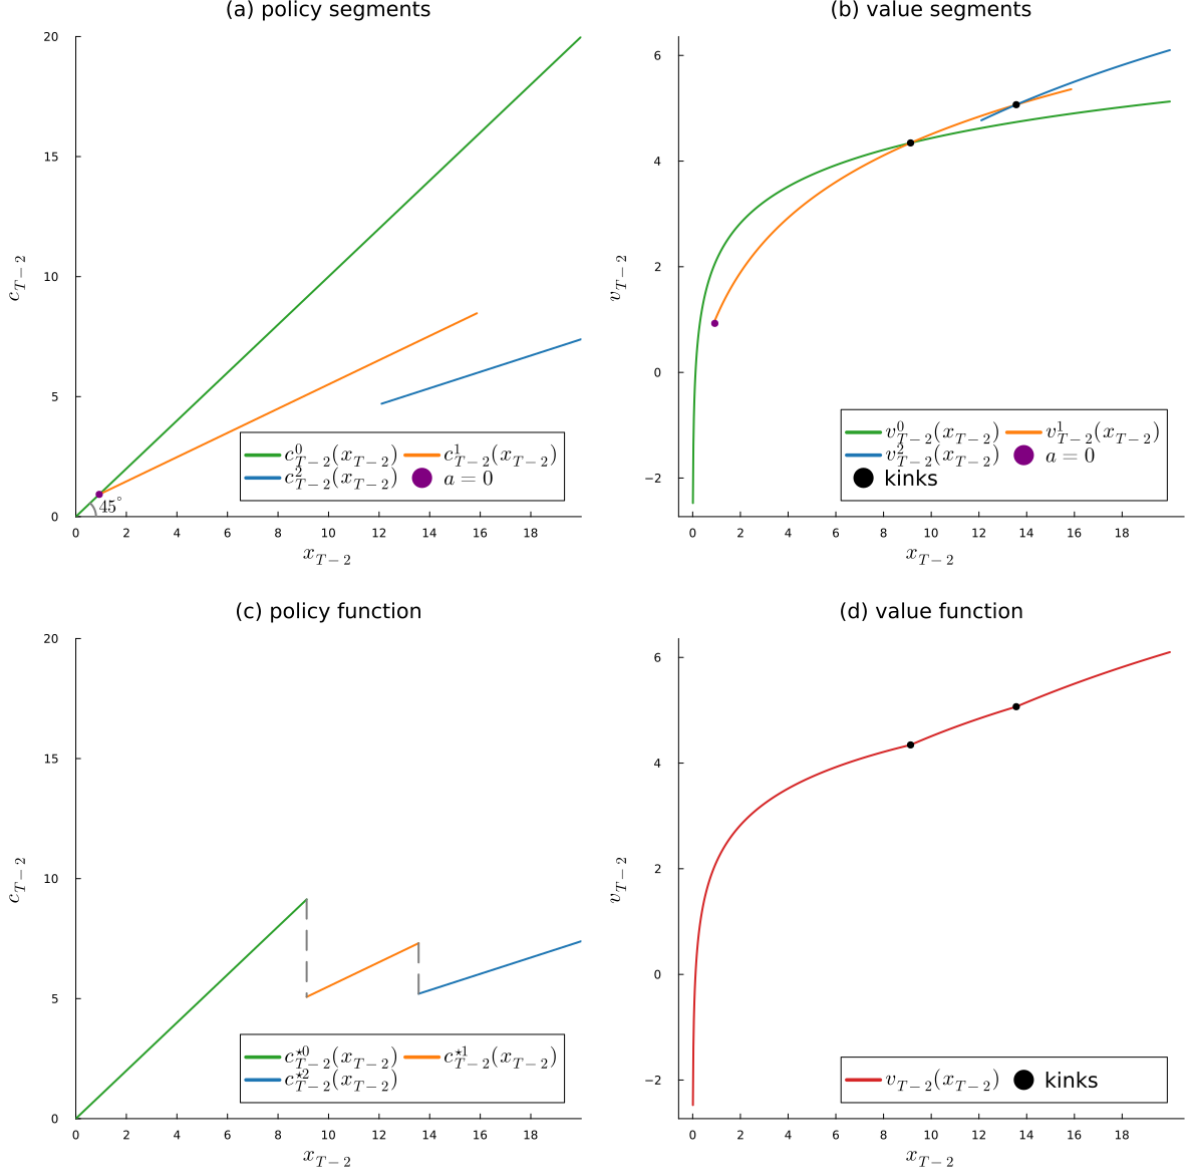 (a) policy segments
20
15
10
5
0
c_{T-2}
45°
c^0_{T-2}(x_{T-2}) c^1_{T-2}(x_{T-2})
c^2_{T-2}(x_{T-2}) a = 0
0 2 4 6 8 10 12 14 16 18
x_{T-2}
(b) value segments
6
4
2
0
−2
v_{T-2}
v^0_{T-2}(x_{T-2}) v^1_{T-2}(x_{T-2})
v^2_{T-2}(x_{T-2}) a = 0
kinks
0 2 4 6 8 10 12 14 16 18
x_{T-2}
(c) policy function
20
15
10
5
0
c_{T-2}
c^{⋆0}_{T-2}(x_{T-2}) c^{⋆1}_{T-2}(x_{T-2})
c^{⋆2}_{T-2}(x_{T-2})
0 2 4 6 8 10 12 14 16 18
x_{T-2}
(d) value function
6
4
2
0
−2
v_{T-2}
v_{T-2}(x_{T-2}) kinks
0 2 4 6 8 10 12 14 16 18
x_{T-2}